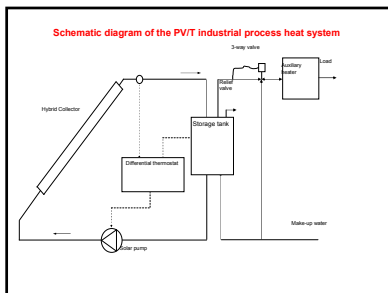 Schematic diagram of the PV/T industrial process heat system
3-way valve
Auxiliary
heater
Load
Relief
valve
Hybrid Collector
Storage tank
Differential thermostat
Make-up water
Solar pump